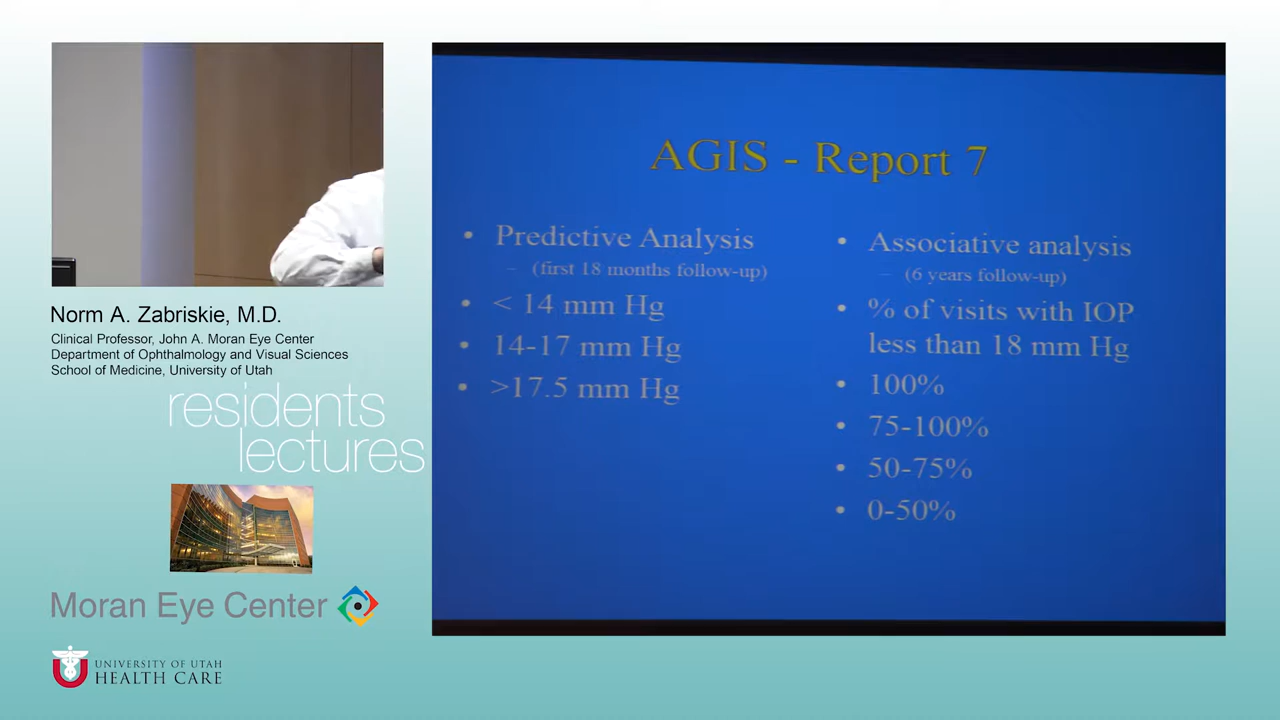 Norm A. Zabriskie, M.D.
Clinical Professor, John A. Moran Eye Center
Department of Ophthalmology and Visual Sciences
School of Medicine, University of Utah
residents
lectures
Moran Eye Center
UNIVERSITY OF UTAH
HEALTH CARE
AGIS - Report 7
• Predictive Analysis
– (first 18 months follow-up)
• < 14 mm Hg
• 14-17 mm Hg
• >17.5 mm Hg
• Associative analysis
– (6 years follow-up)
• % of visits with IOP
less than 18 mm Hg
• 100%
• 75-100%
• 50-75%
• 0-50%